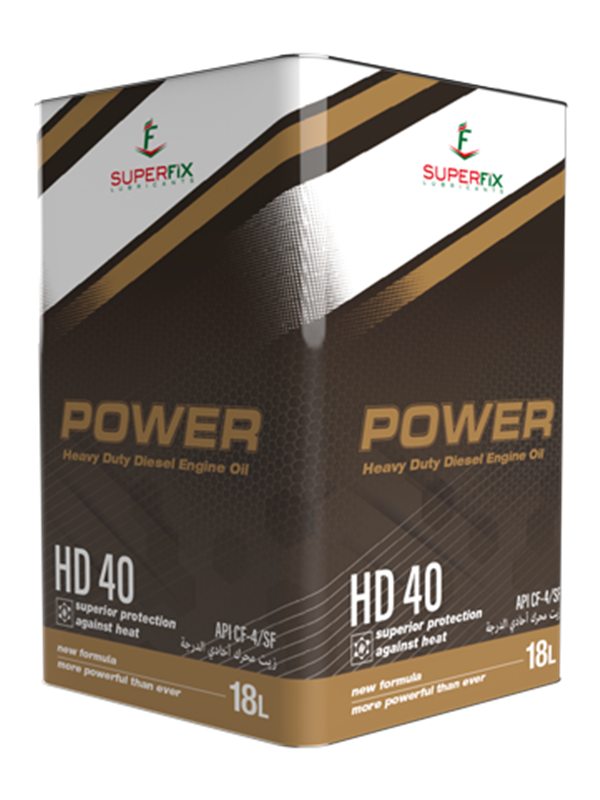 F
SUPERFIX
LUBRICANTS
POWER
Heavy Duty Diesel Engine Oil
HD 40
superior protection
against heat
API CF-4/SF
زيت محرك أحادي الدرجة
new formula
more powerful than ever
18L
F
SUPERFIX
LUBRICANTS
POWER
Heavy Duty Diesel Engine Oil
HD 40
superior protection
against heat
API CF-4/SF
زيت محرك أحادي الدرجة
new formula
more powerful than ever
18L